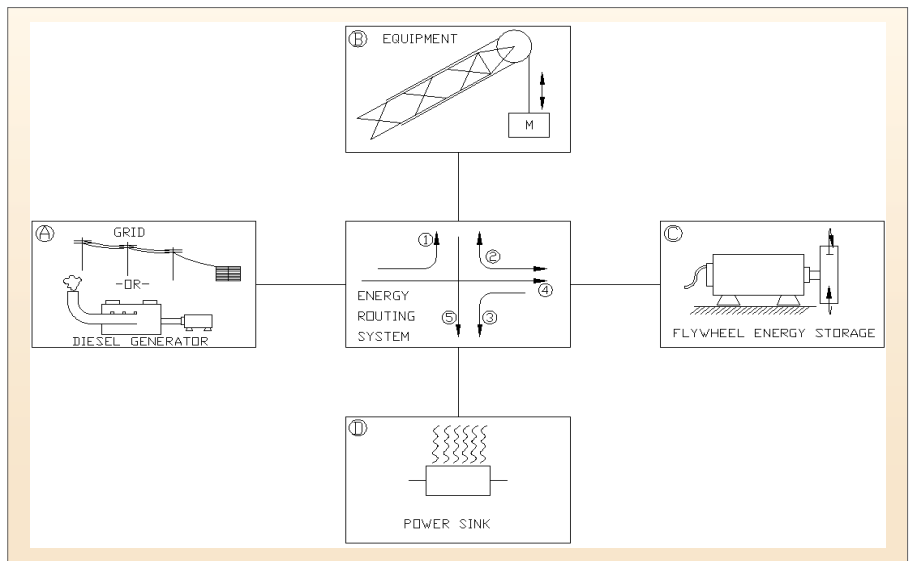 B EQUIPMENT
M
A
GRID
-OR-
DIESEL GENERATOR
1
2
4
ENERGY
ROUTING
SYSTEM
5
3
C
FLYWHEEL ENERGY STORAGE
D
POWER SINK